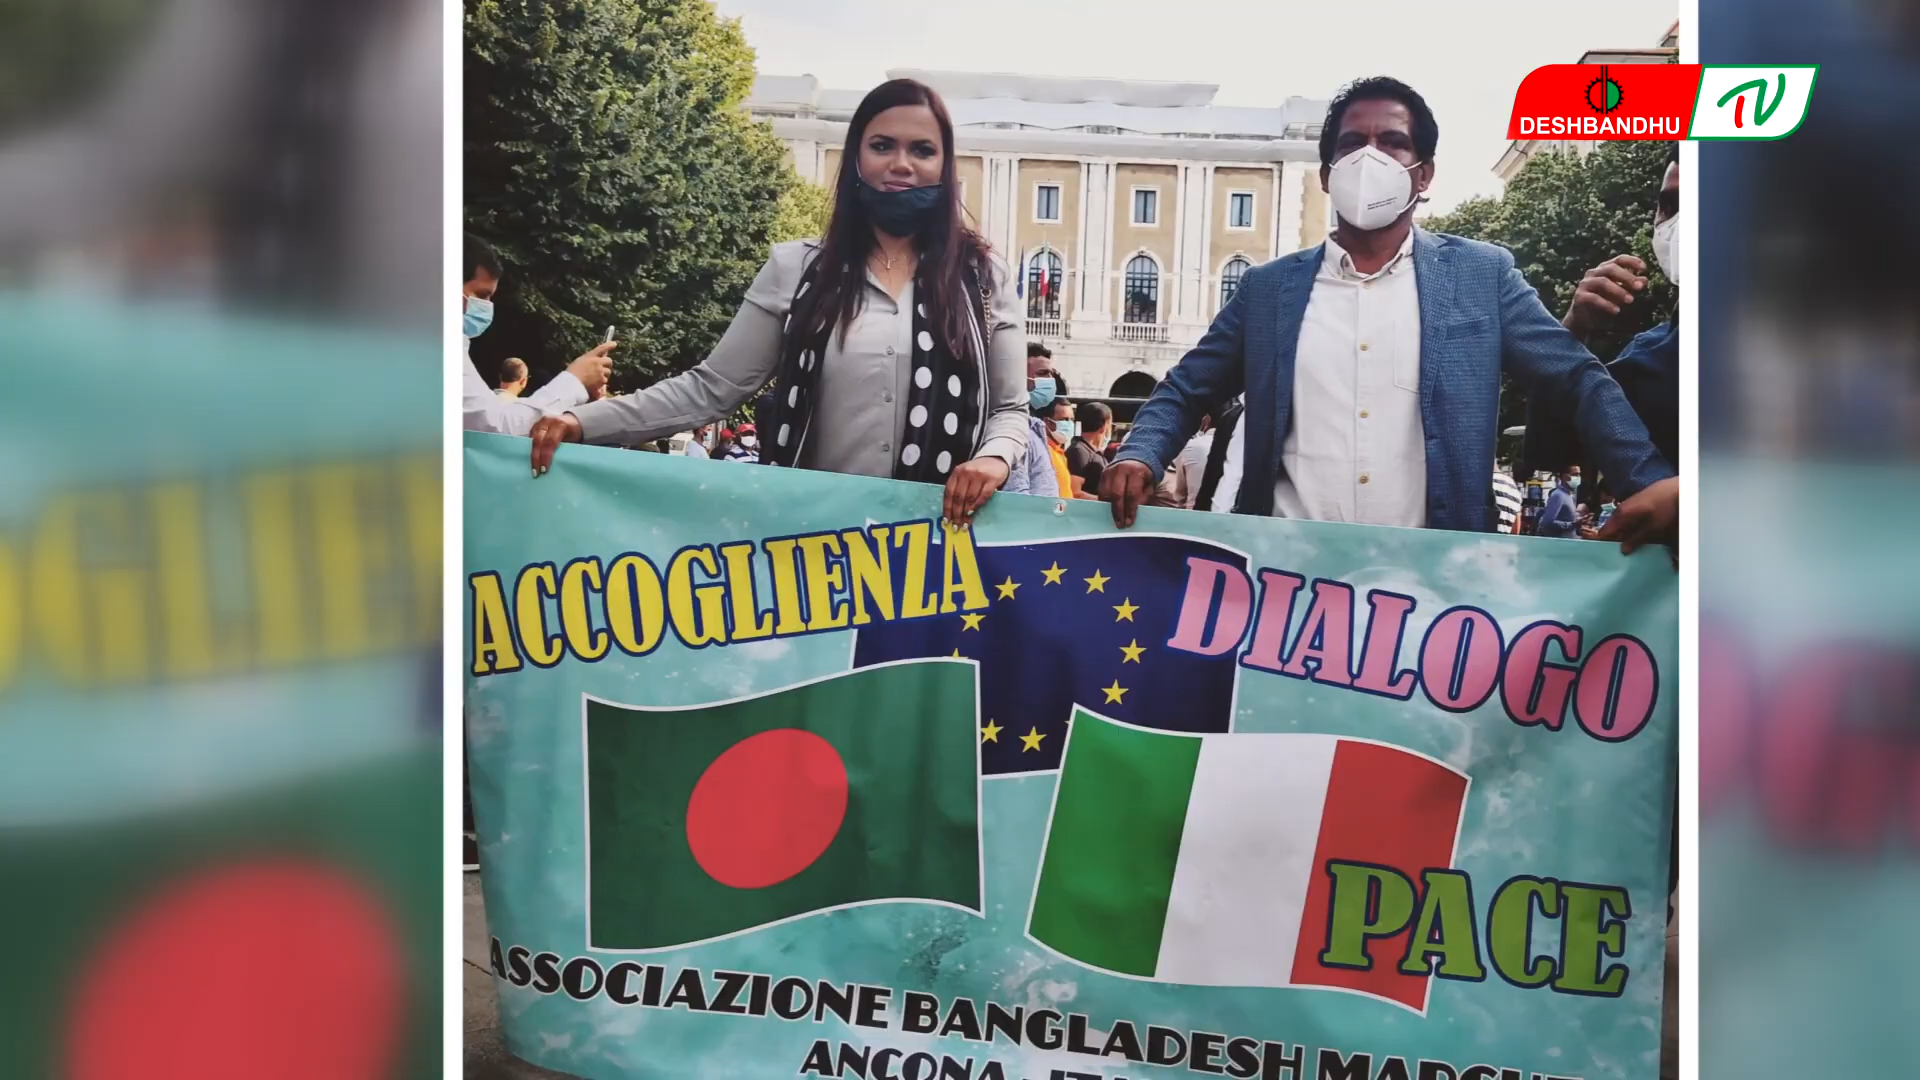 DESHBANDHU TV
ACCOGLIENZA
DIALOGO
PACE
ASSOCIAZIONE BANGLADESH
ANCONA